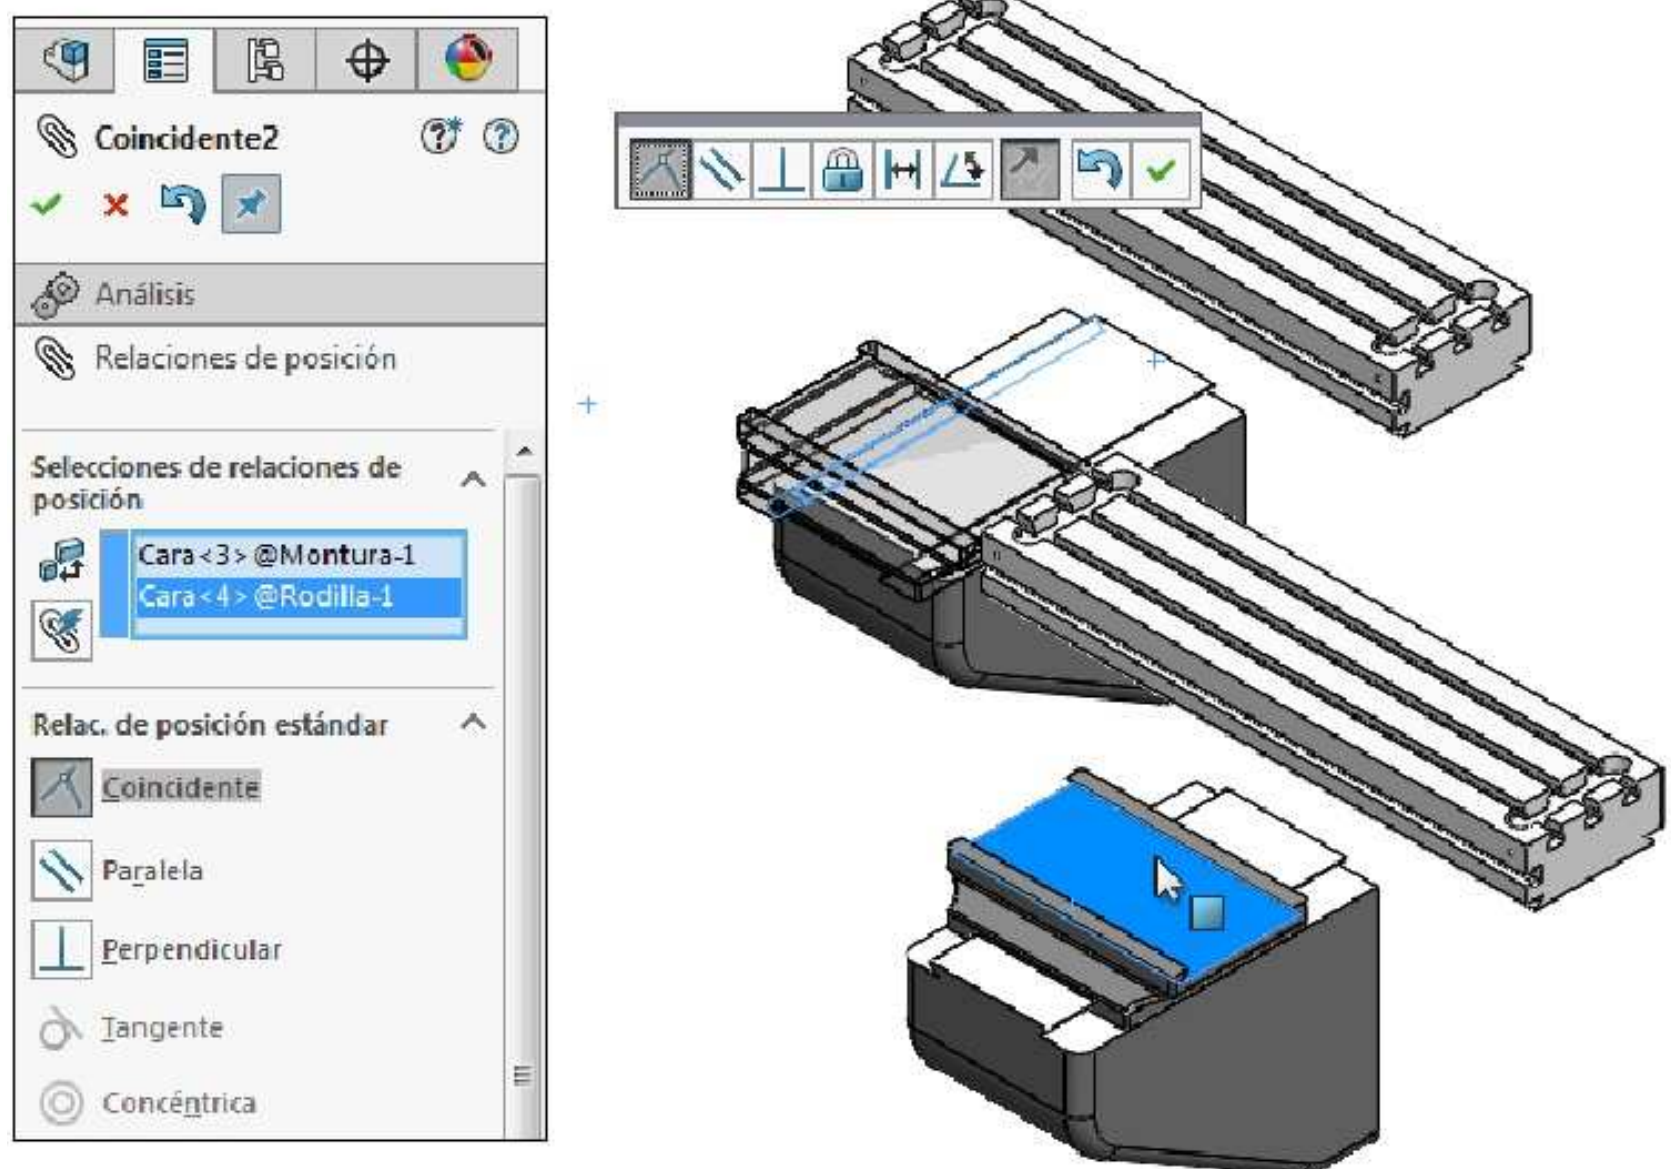 Coincidente2
Análisis
Relaciones de posición
Selecciones de relaciones de
posición
Cara<3>@Montura-1
Cara<4>@Rodilla-1
Relac. de posición estándar
Coincidente
Paralela
Perpendicular
Tangente
Concéntrica